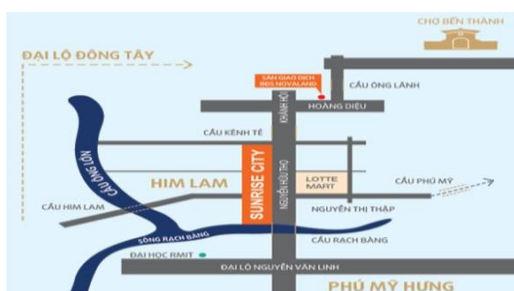 CHỢ BẾN THÀNH
ĐẠI LỘ ĐÔNG TÂY
SÀN GIAO DỊCH
BĐS NOVALAND
CẦU ÔNG LÃNH
KHÁNH HỘI
HOÀNG DIỆU
CẦU KÊNH TẺ
CẦU ÔNG LỚN
HIM LAM
SUNRISE CITY
NGUYỄN HỮU THỌ
LOTTE
MART
CẦU PHÚ MỸ
CẦU HIM LAM
NGUYỄN THỊ THẬP
SÔNG RẠCH BÀNG
CẦU RẠCH BÀNG
ĐẠI HỌC RMIT
ĐẠI LỘ NGUYỄN VĂN LINH
PHÚ MỸ HƯNG